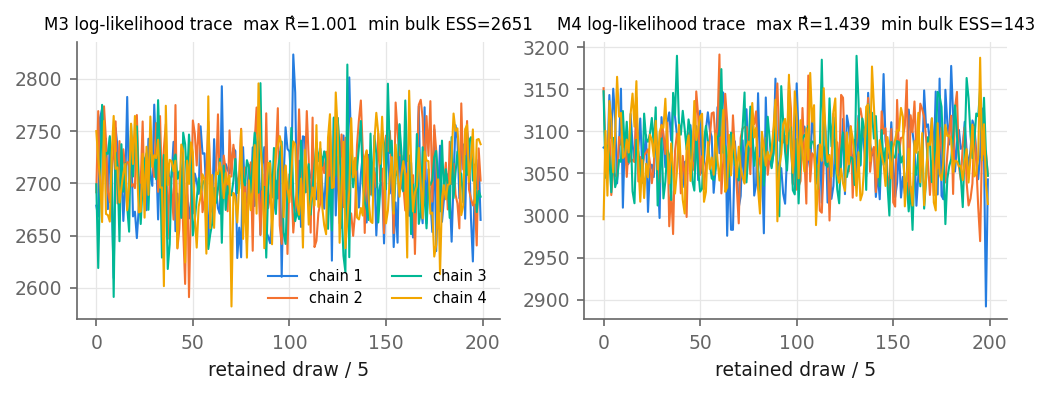 M3 log-likelihood trace  max R̂=1.001  min bulk ESS=2651
M4 log-likelihood trace  max R̂=1.439  min bulk ESS=143
2800
2750
2700
2650
2600
chain 1
chain 2
chain 3
chain 4
0
50
100
150
200
retained draw / 5
3200
3150
3100
3050
3000
2950
2900
0
50
100
150
200
retained draw / 5